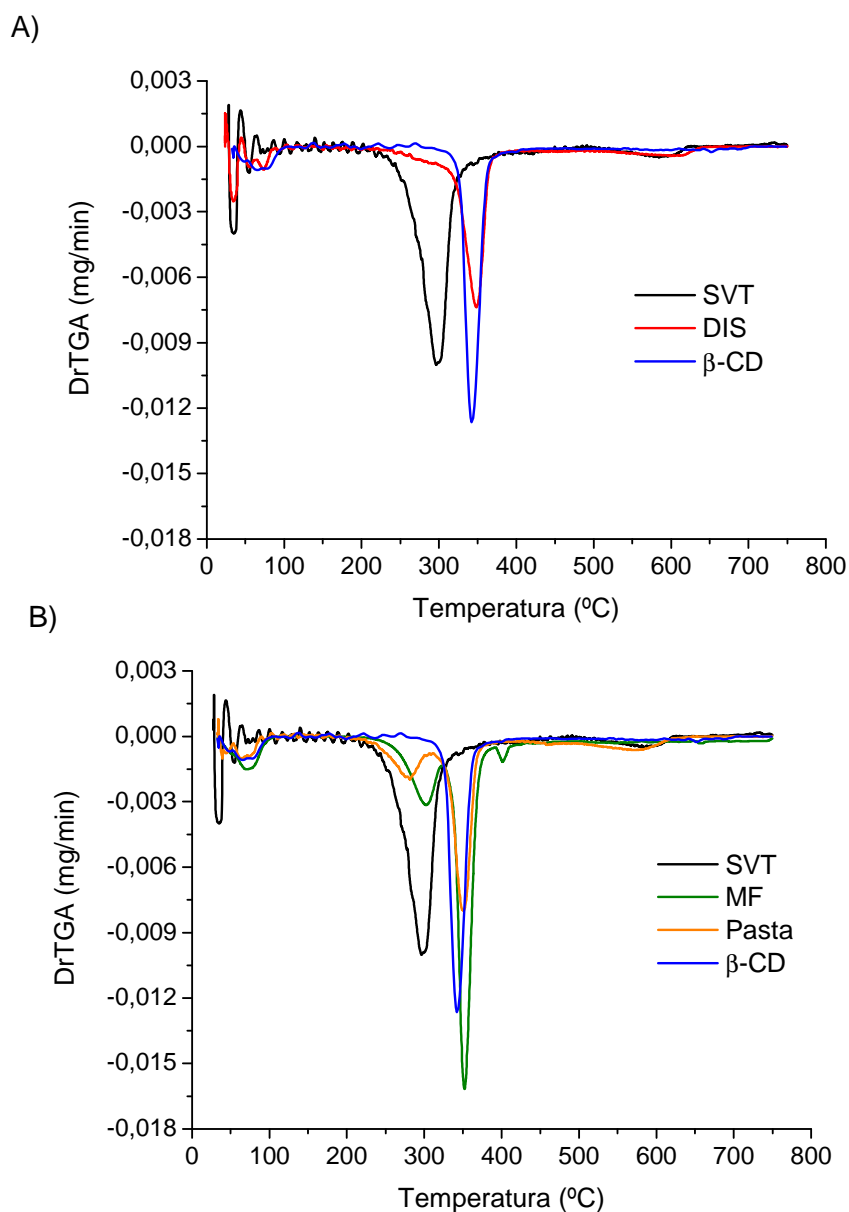 A)
0,003
0,000
-0,003
-0,006
-0,009
-0,012
-0,015
-0,018
DrTGA (mg/min)
SVT
DIS
β-CD
0 100 200 300 400 500 600 700 800
Temperatura (ºC)
B)
0,003
0,000
-0,003
-0,006
-0,009
-0,012
-0,015
-0,018
DrTGA (mg/min)
SVT
MF
Pasta
β-CD
0 100 200 300 400 500 600 700 800
Temperatura (ºC)